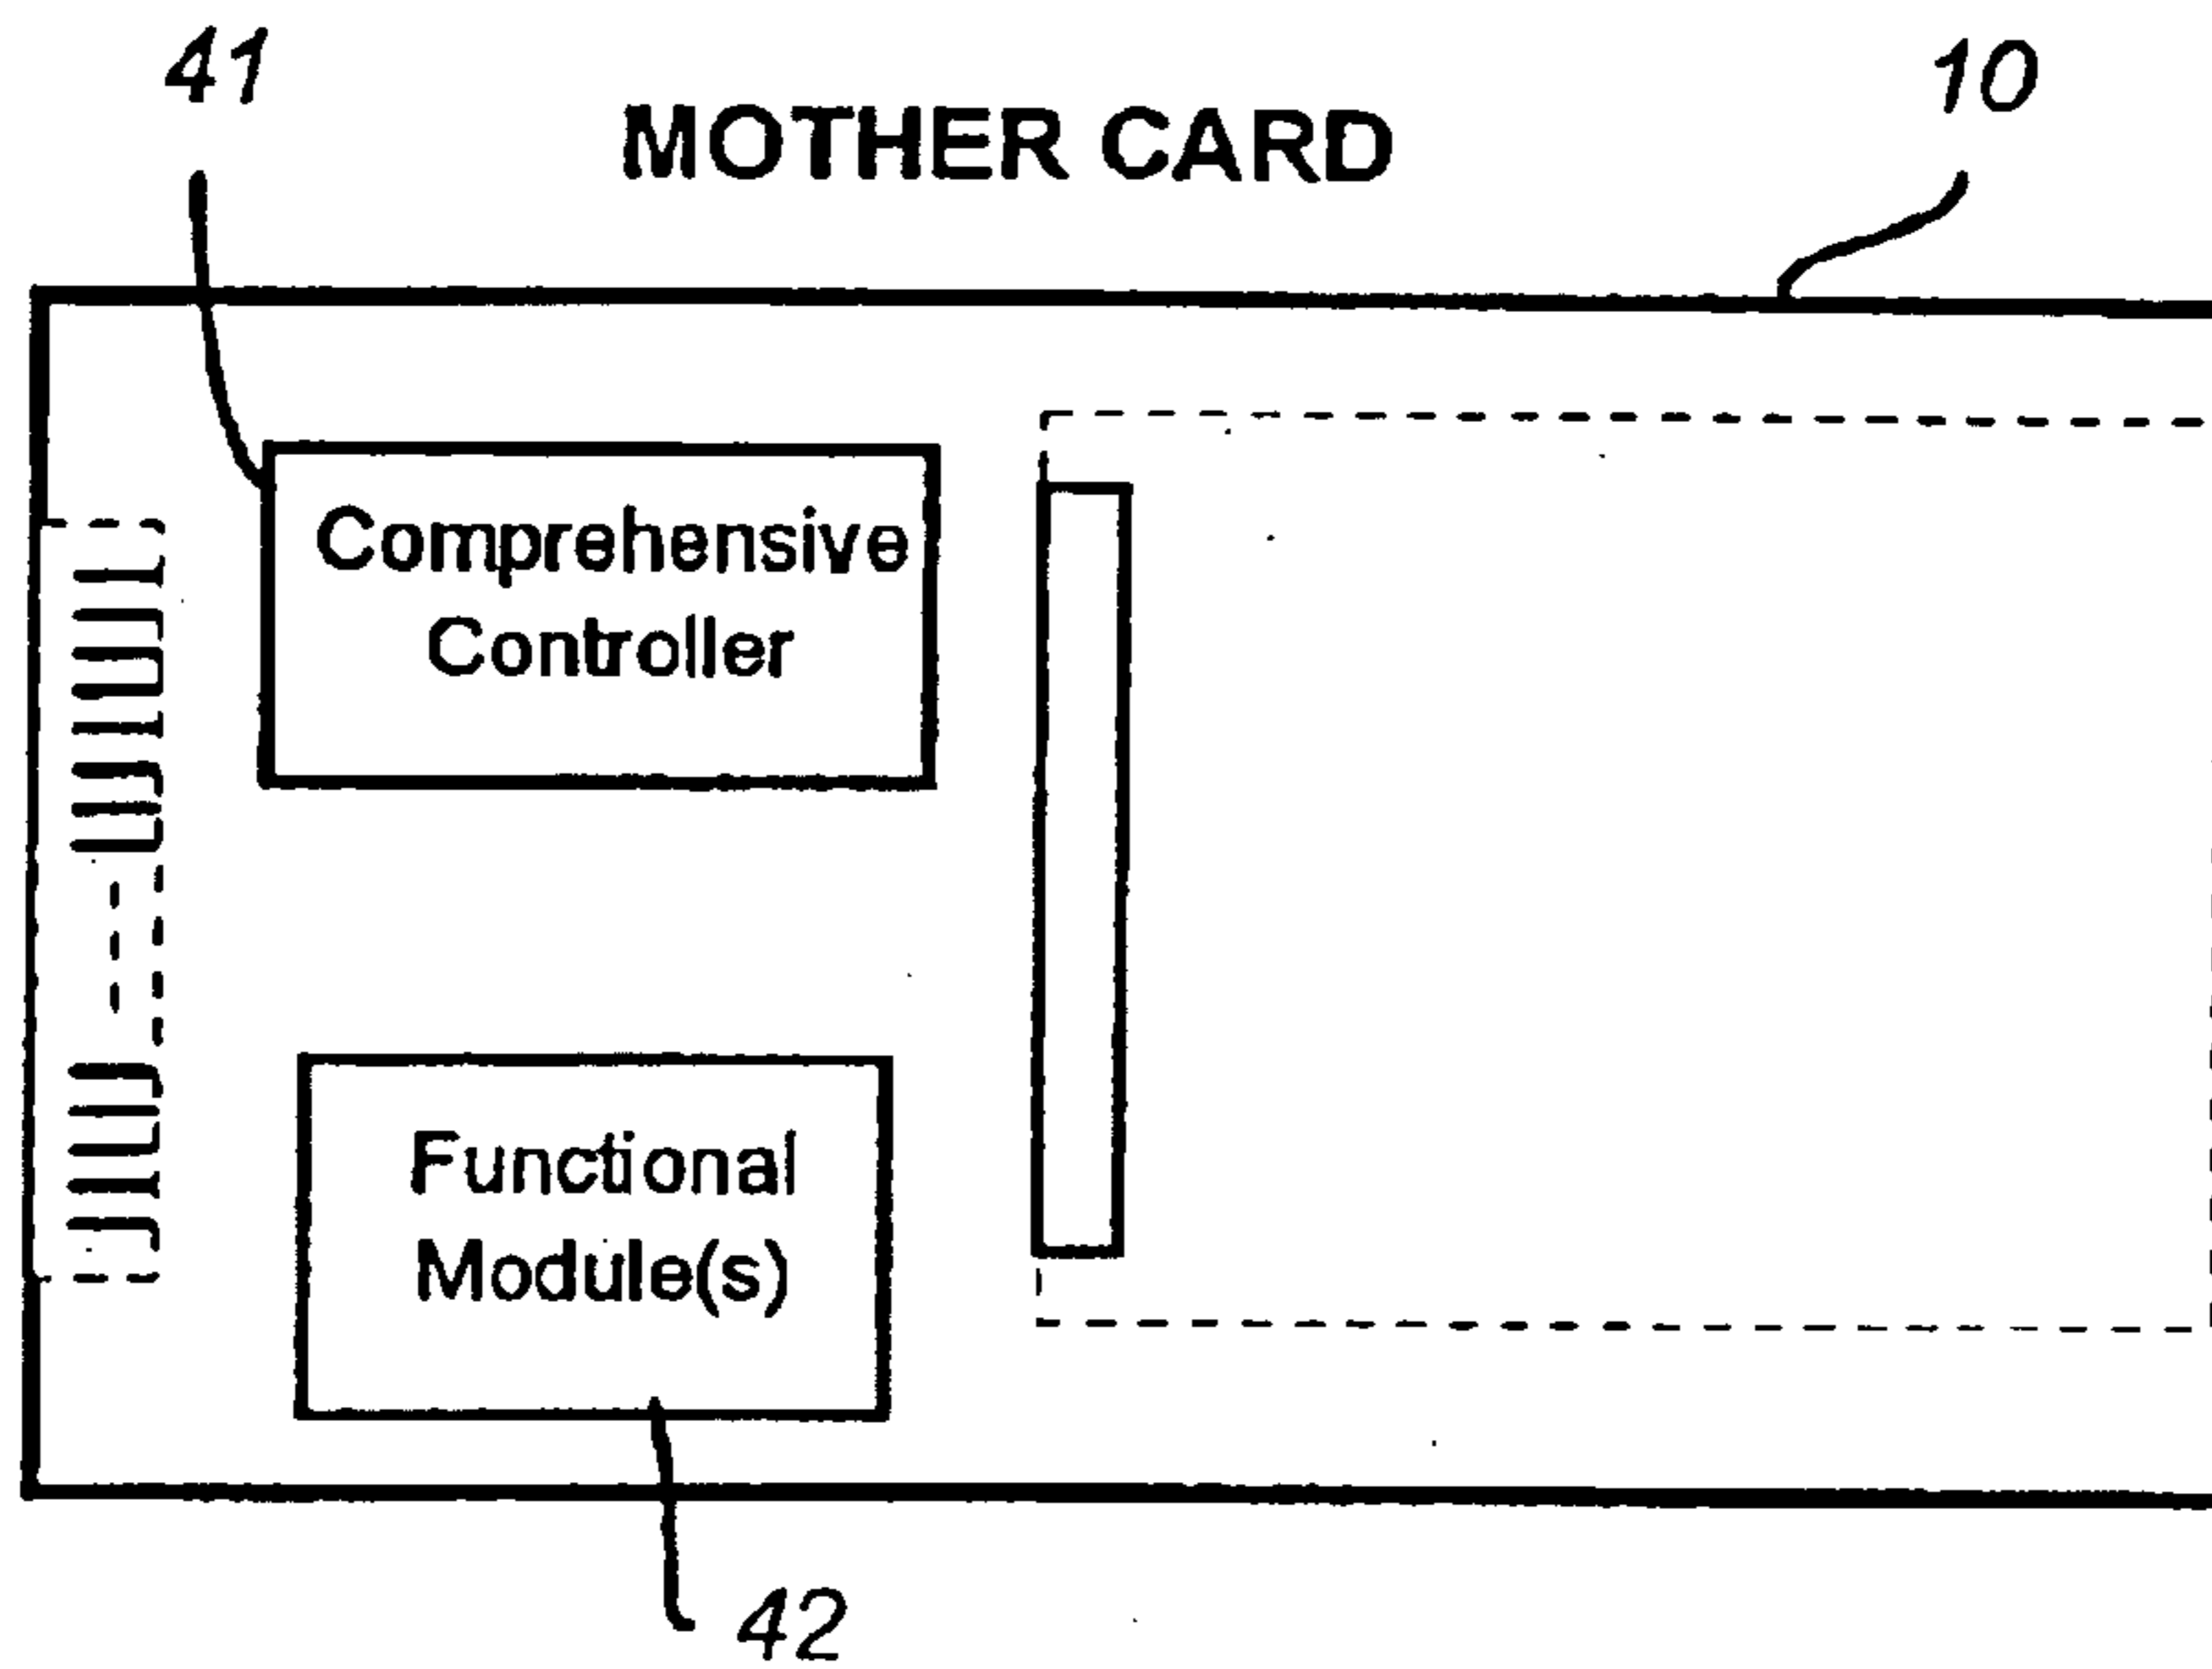 41
10
MOTHER CARD
Comprehensive
Controller
Functional
Module(s)
42